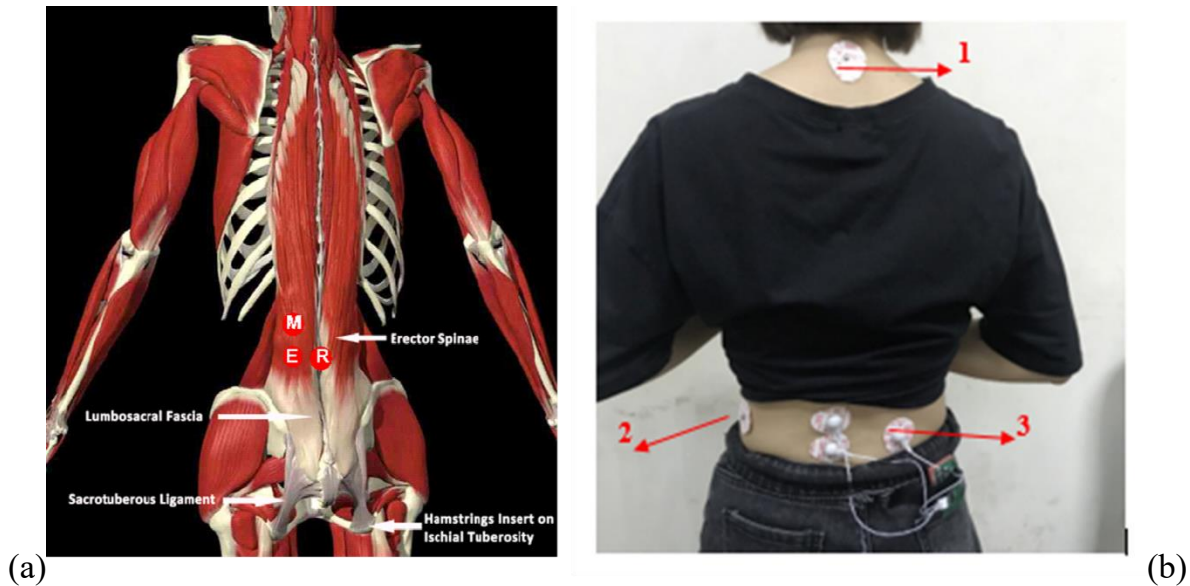 M
E
R
Erector Spinae
Lumbosacral Fascia
Sacrotuberous Ligament
Hamstrings Insert on
Ischial Tuberosity
(a)
1
2
3
(b)